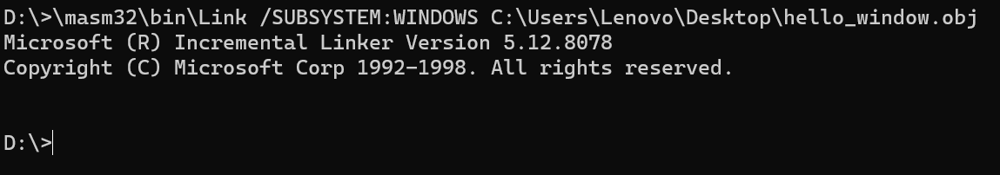 D:\>\masm32\bin\Link /SUBSYSTEM:WINDOWS C:\Users\Lenovo\Desktop\hello_window.obj
Microsoft (R) Incremental Linker Version 5.12.8078
Copyright (C) Microsoft Corp 1992-1998. All rights reserved.
D:\>